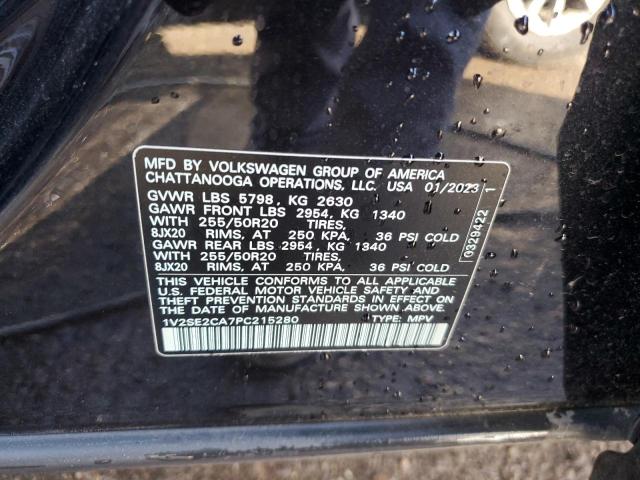 MFD BY VOLKSWAGEN GROUP OF AMERICA
CHATTANOOGA OPERATIONS, LLC. USA 01/2023
GVWR LBS 5798, KG 2630
GAWR FRONT LBS 2954, KG 1340
WITH 255/50R20 TIRES,
8JX20 RIMS, AT 250 KPA, 36 PSI COLD
GAWR REAR LBS 2954, KG 1340
WITH 255/50R20 TIRES,
8JX20 RIMS, AT 250 KPA, 36 PSI COLD
THIS VEHICLE CONFORMS TO ALL APPLICABLE
U.S. FEDERAL MOTOR VEHICLE SAFETY AND
THEFT PREVENTION STANDARDS IN EFFECT ON
THE DATE OF MANUFACTURE SHOWN ABOVE.
1V2SE2CA7PC215280 TYPE: MPV